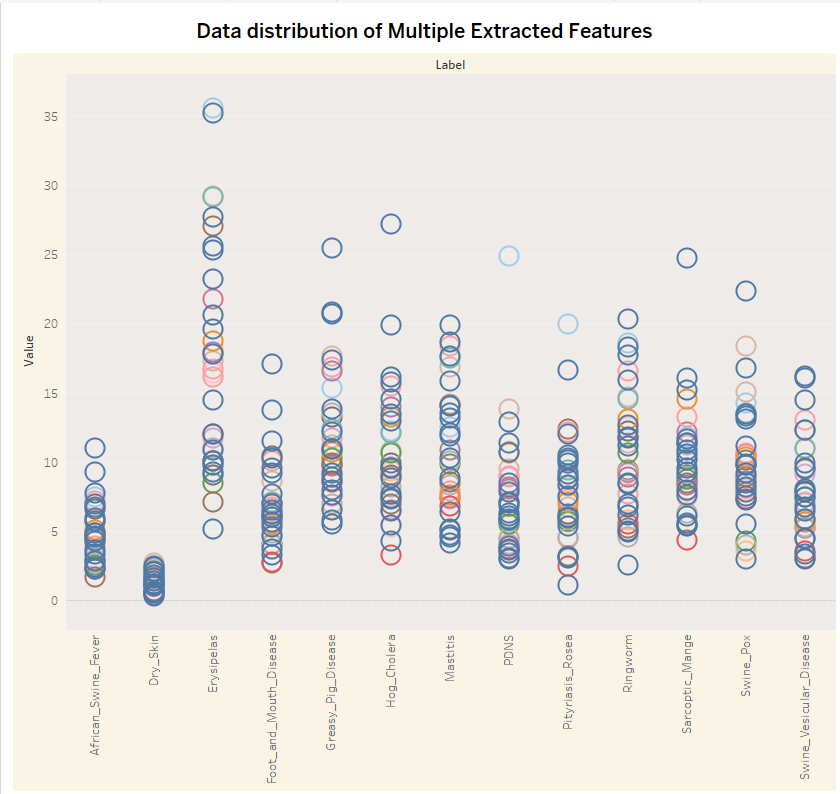 Data distribution of Multiple Extracted Features
Label
Value
35
30
25
20
15
10
5
0
African_Swine_Fever
Dry_Skin
Erysipelas
Foot_and_Mouth_Disease
Greasy_Pig_Disease
Hog_Cholera
Mastitis
PDNS
Pityriasis_Rosea
Ringworm
Sarcoptic_Mange
Swine_Pox
Swine_Vesicular_Disease